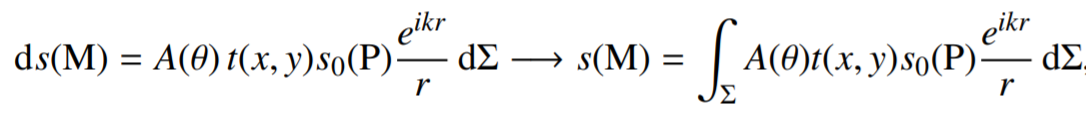 ds(M) = A(θ) t(x, y)s₀(P) e^{ikr}/r dΣ ⟶ s(M) = ∫_Σ A(θ)t(x, y)s₀(P) e^{ikr}/r dΣ,